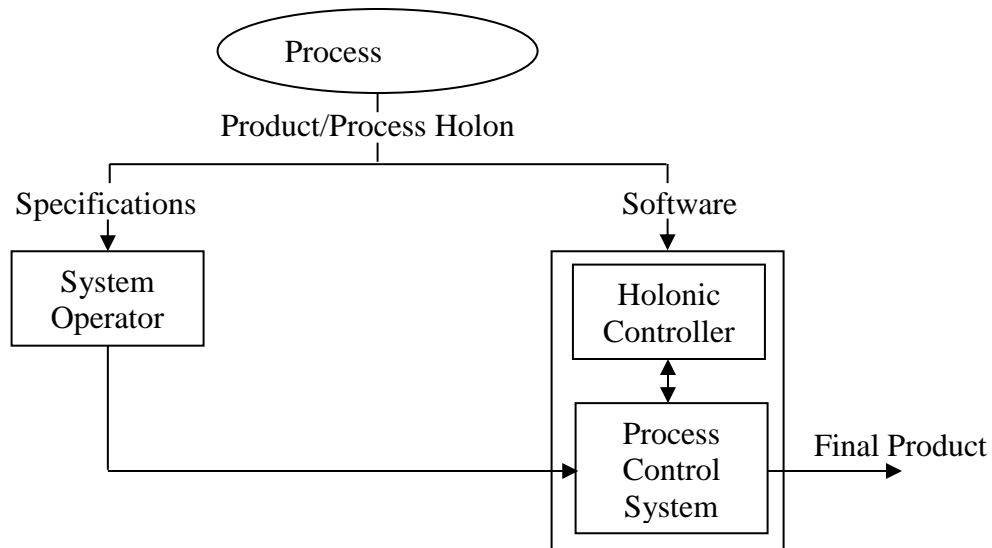 Process
Product/Process Holon
Specifications
Software
System
Operator
Holonic
Controller
Process
Control
System
Final Product